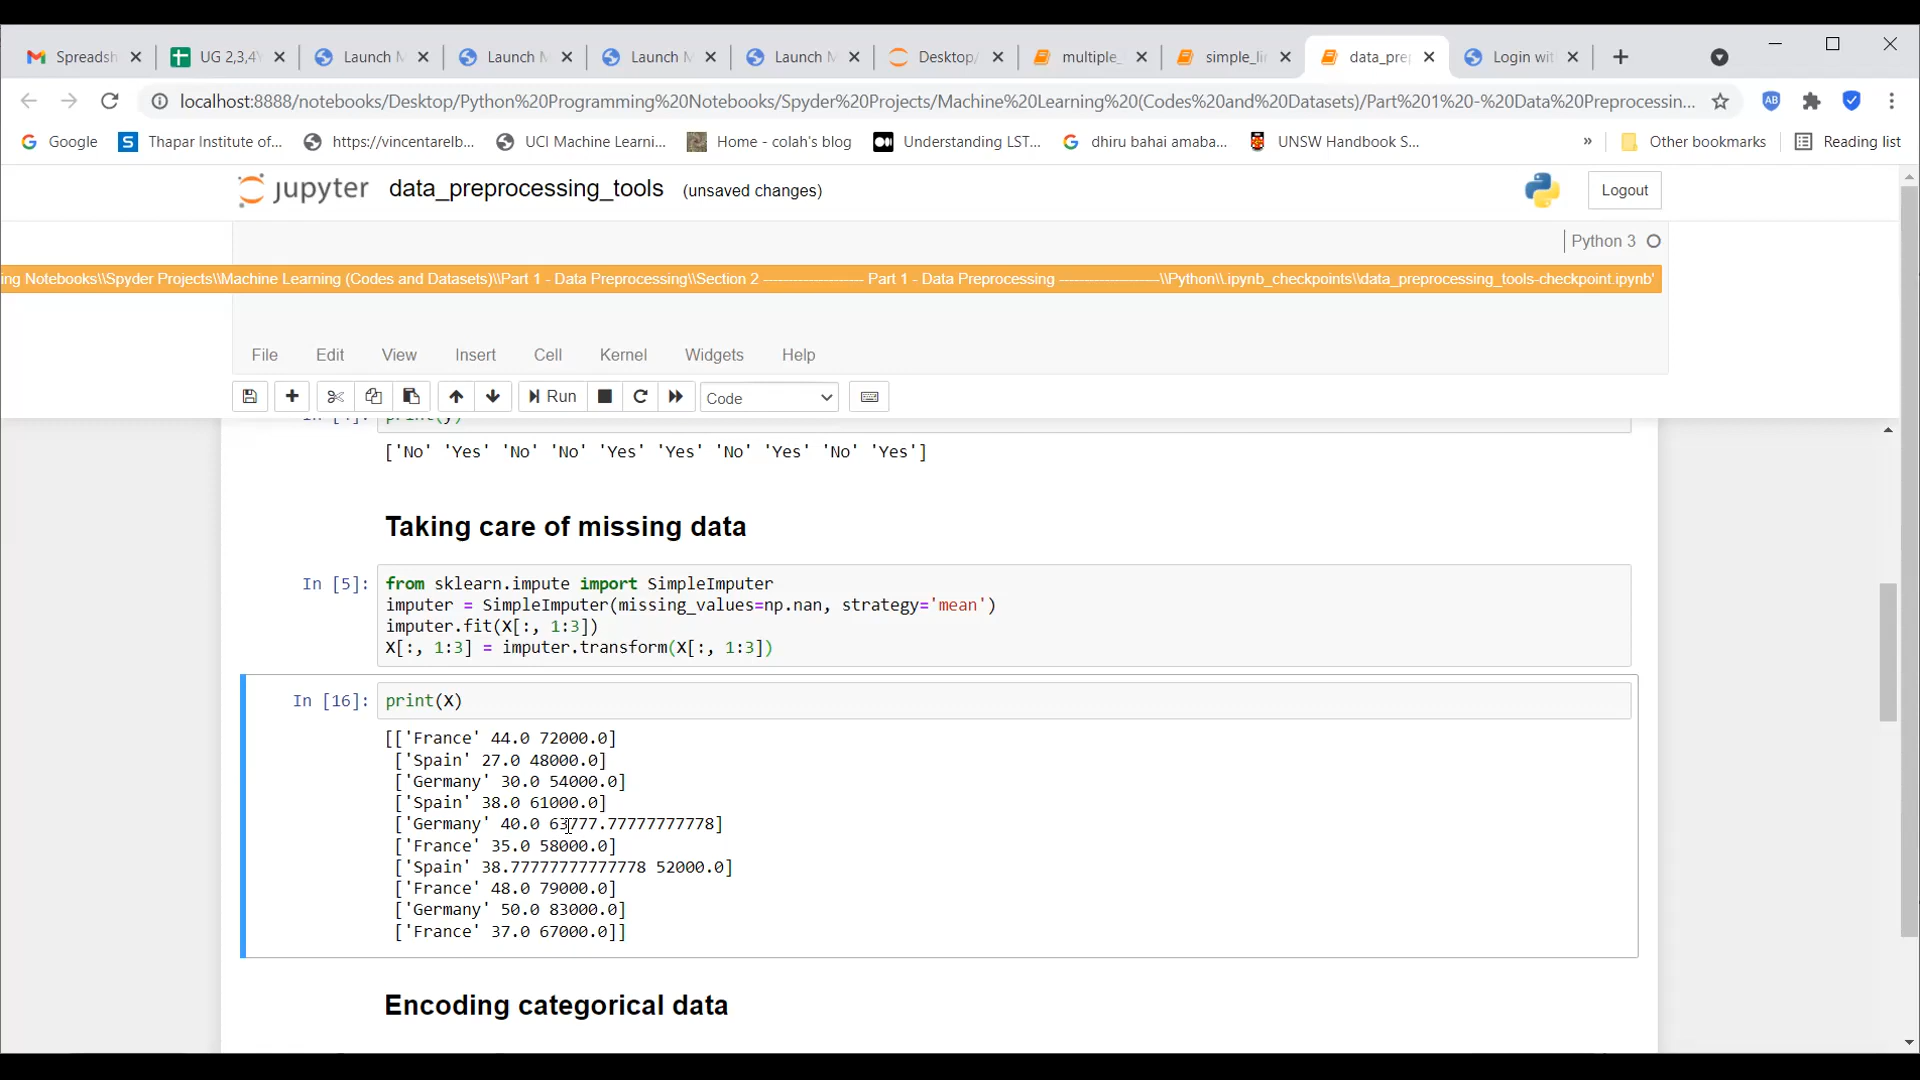 Spreadsh
UG 2,3,4Y
Launch M
Launch M
Launch M
Launch M
Desktop/
multiple_
simple_lin
data_prep
Login wit
localhost:8888/notebooks/Desktop/Python%20Programming%20Notebooks/Spyder%20Projects/Machine%20Learning%20(Codes%20and%20Datasets)/Part%201%20-%20Data%20Preprocessin...
AB
Google
S Thapar Institute of...
https://vincentarelb...
UCI Machine Learni...
Home - colah's blog
Understanding LST...
dhiru bahai amaba...
UNSW Handbook S...
»
Other bookmarks
Reading list
jupyter data_preprocessing_tools (unsaved changes)
Logout
Python 3
ing Notebooks\\Spyder Projects\\Machine Learning (Codes and Datasets)\\Part 1 - Data Preprocessing\\Section 2 -------------------- Part 1 - Data Preprocessing --------------------\\Python\\.ipynb_checkpoints\\data_preprocessing_tools-checkpoint.ipynb'
File Edit View Insert Cell Kernel Widgets Help
Run Code
In [4]: print(y)
['No' 'Yes' 'No' 'No' 'Yes' 'Yes' 'No' 'Yes' 'No' 'Yes']
Taking care of missing data
In [5]: from sklearn.impute import SimpleImputer
imputer = SimpleImputer(missing_values=np.nan, strategy='mean')
imputer.fit(X[:, 1:3])
X[:, 1:3] = imputer.transform(X[:, 1:3])
In [16]: print(X)
[['France' 44.0 72000.0]
['Spain' 27.0 48000.0]
['Germany' 30.0 54000.0]
['Spain' 38.0 61000.0]
['Germany' 40.0 63777.77777777778]
['France' 35.0 58000.0]
['Spain' 38.77777777777778 52000.0]
['France' 48.0 79000.0]
['Germany' 50.0 83000.0]
['France' 37.0 67000.0]]
Encoding categorical data